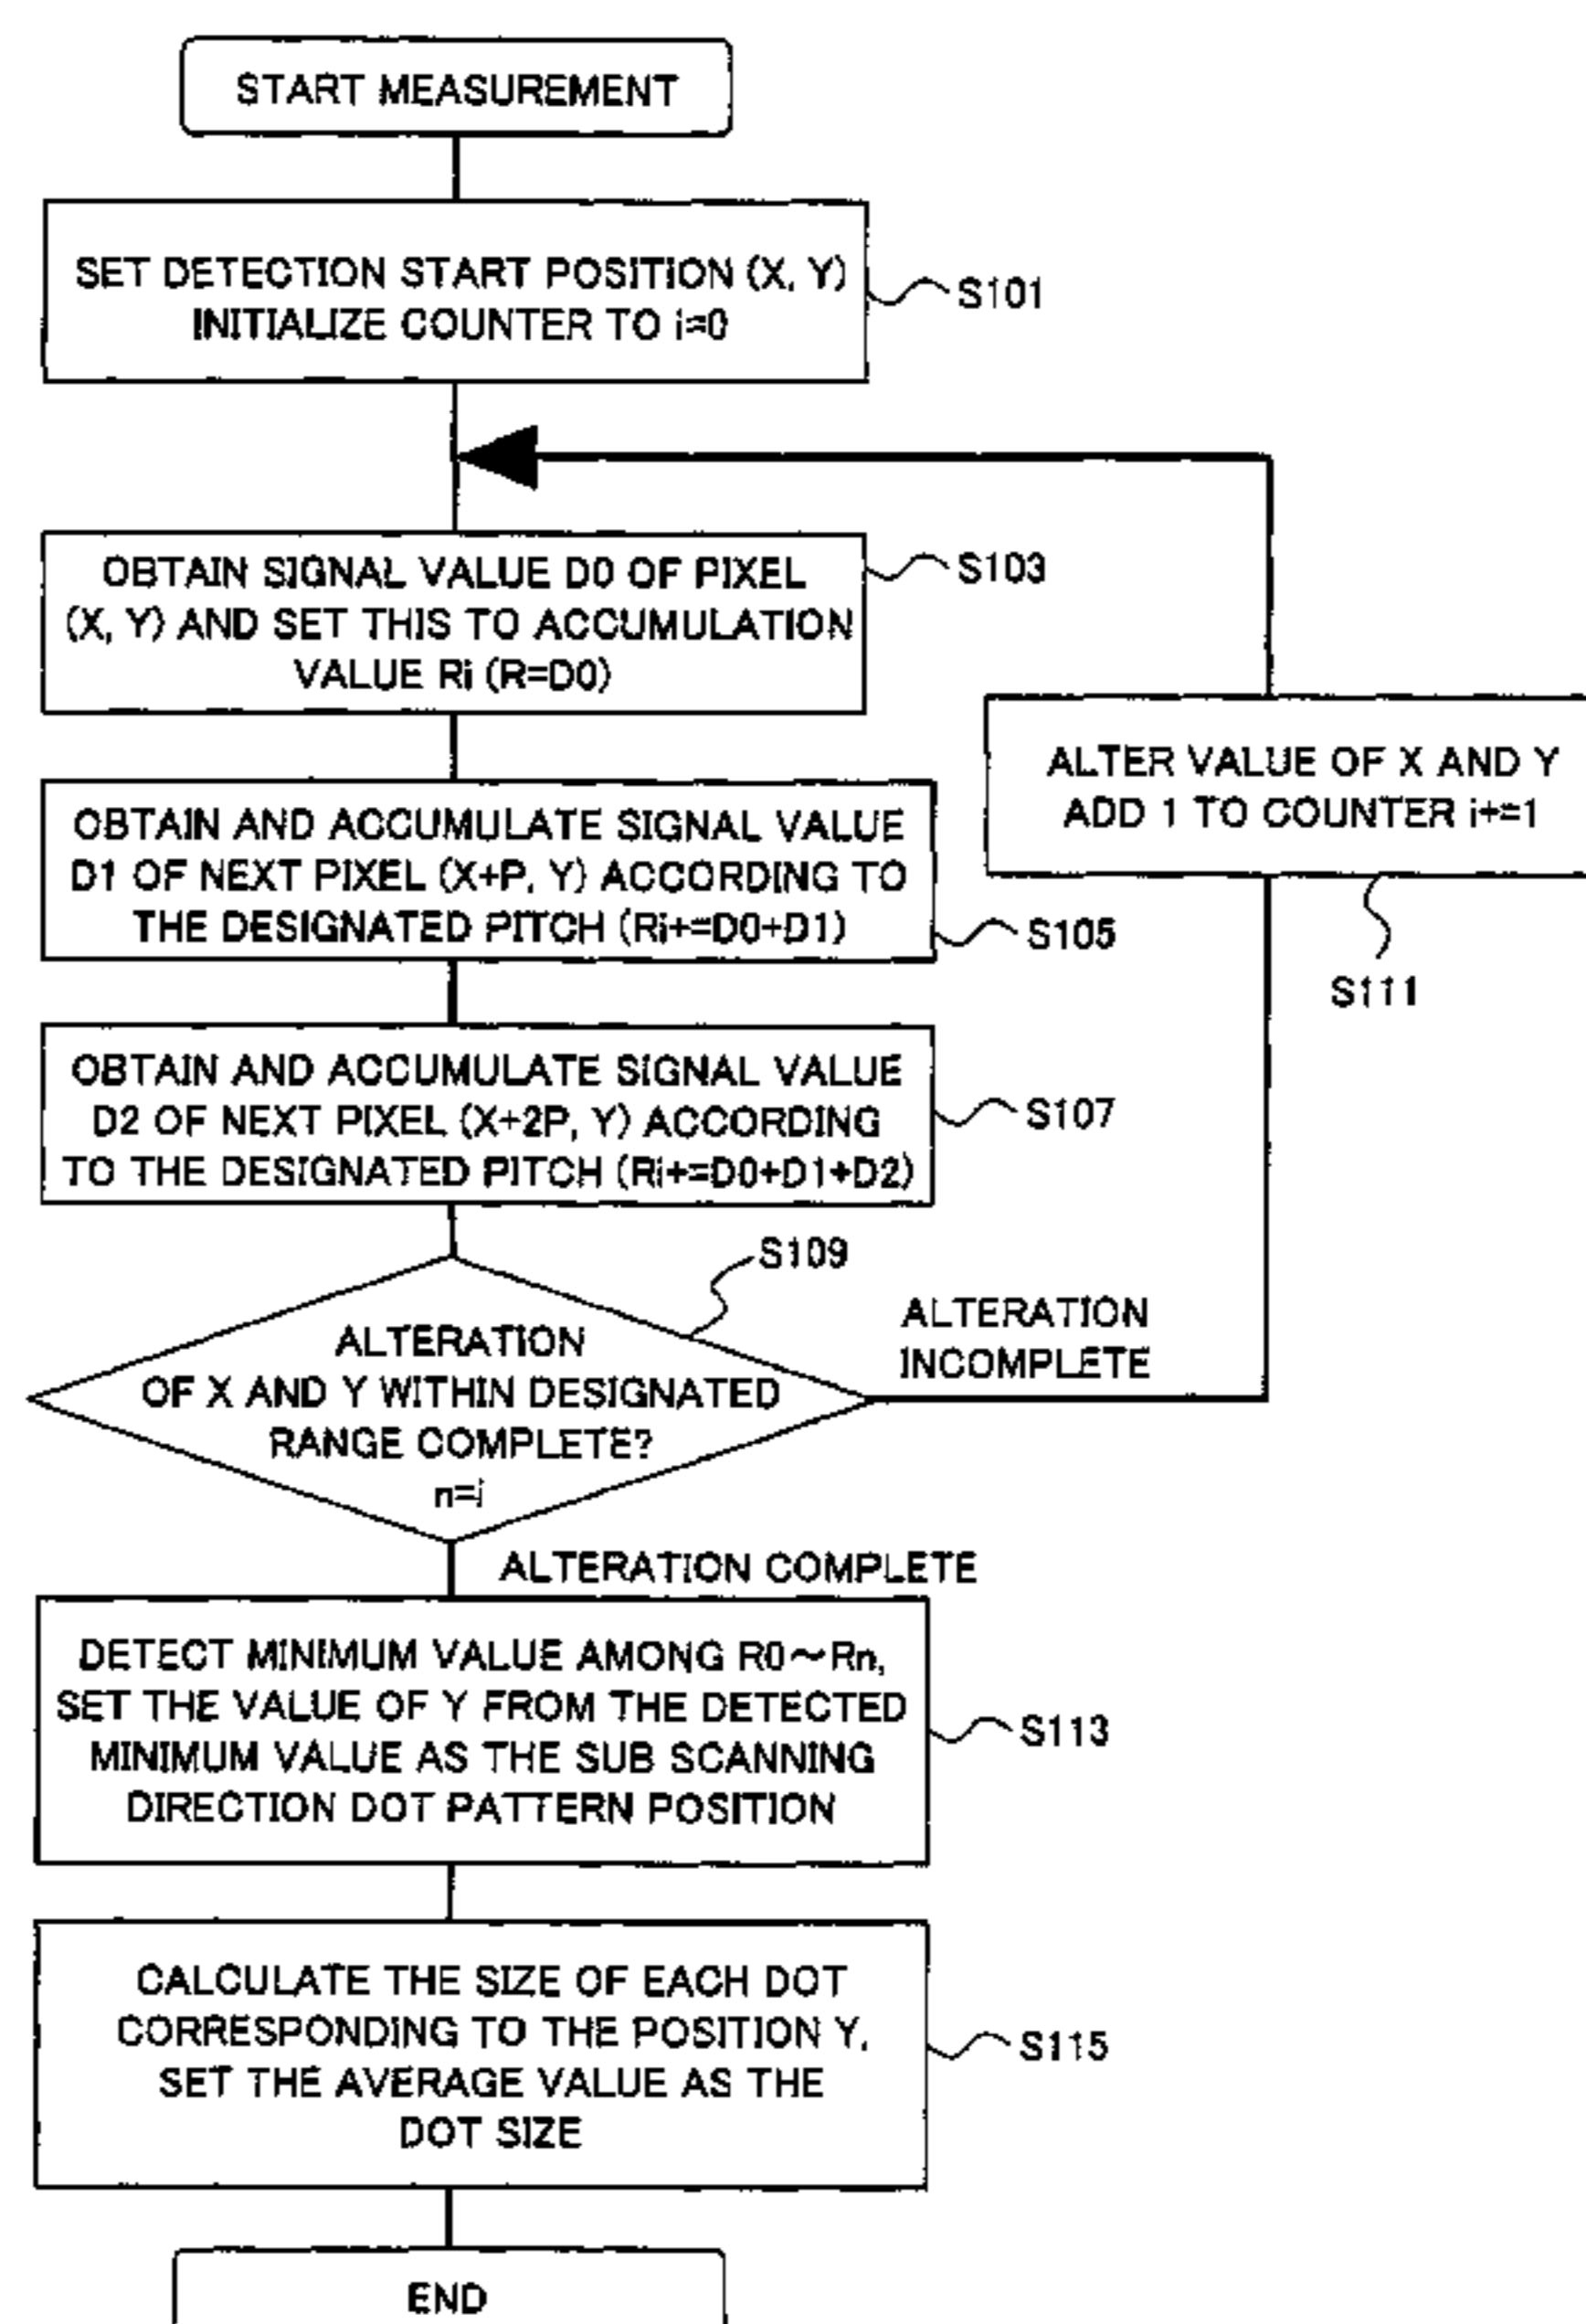 START MEASUREMENT
SET DETECTION START POSITION (X, Y)
INITIALIZE COUNTER TO i=0
S101
OBTAIN SIGNAL VALUE D0 OF PIXEL
(X, Y) AND SET THIS TO ACCUMULATION
VALUE Ri (R=D0)
S103
OBTAIN AND ACCUMULATE SIGNAL VALUE
D1 OF NEXT PIXEL (X+P, Y) ACCORDING TO
THE DESIGNATED PITCH (Ri+=D0+D1)
S105
ALTER VALUE OF X AND Y
ADD 1 TO COUNTER i+=1
S111
OBTAIN AND ACCUMULATE SIGNAL VALUE
D2 OF NEXT PIXEL (X+2P, Y) ACCORDING
TO THE DESIGNATED PITCH (Ri+=D0+D1+D2)
S107
S109
ALTERATION
OF X AND Y WITHIN DESIGNATED
RANGE COMPLETE?
n=i
ALTERATION
INCOMPLETE
ALTERATION COMPLETE
DETECT MINIMUM VALUE AMONG R0~Rn,
SET THE VALUE OF Y FROM THE DETECTED
MINIMUM VALUE AS THE SUB SCANNING
DIRECTION DOT PATTERN POSITION
S113
CALCULATE THE SIZE OF EACH DOT
CORRESPONDING TO THE POSITION Y,
SET THE AVERAGE VALUE AS THE
DOT SIZE
S115
END